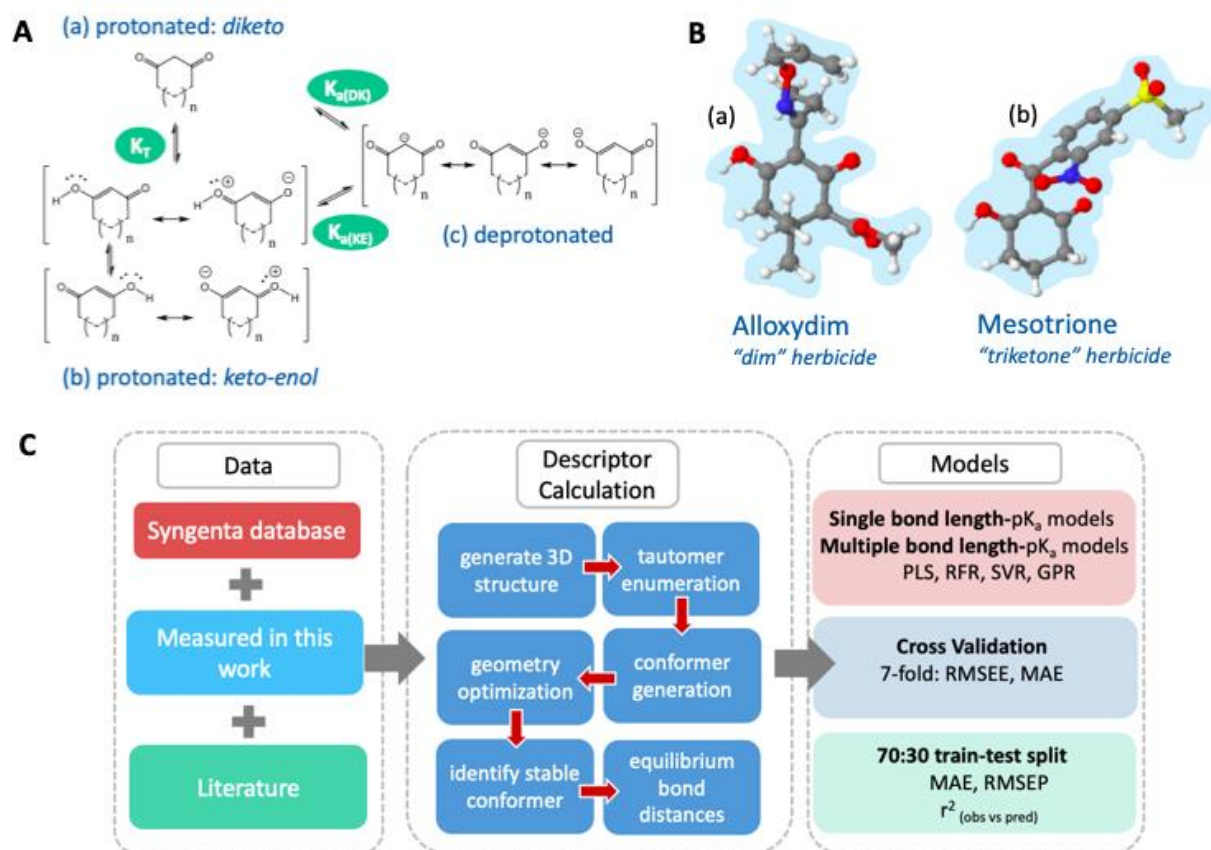 A
(a) protonated: diketo
O
O
n
K_T
K_a(DK)
K_a(KE)
H
O
⊕
O
n
H
O
⊕
O
⊖
n
O
O
H
n
⊖
O
⊕
O
H
n
(b) protonated: keto-enol
O
⊖
O
n
O
O
⊖
n
⊖
O
O
n
(c) deprotonated
B
(a)
Alloxydim
“dim” herbicide
(b)
Mesotrione
“triketone” herbicide
C
Data
Syngenta database
+
Measured in this
work
+
Literature
Descriptor
Calculation
generate 3D
structure
tautomer
enumeration
geometry
optimization
conformer
generation
identify stable
conformer
equilibrium
bond
distances
Models
Single bond length-pKₐ models
Multiple bond length-pKₐ models
PLS, RFR, SVR, GPR
Cross Validation
7-fold: RMSEE, MAE
70:30 train-test split
MAE, RMSEP
r² (obs vs pred)